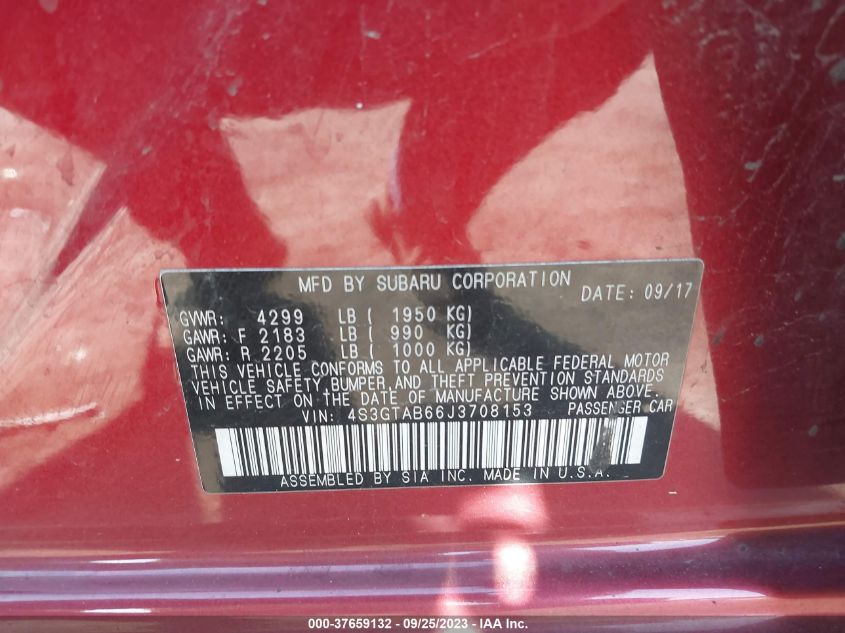 MFD BY SUBARU CORPORATION DATE: 09/17
GVWR: 4299 LB ( 1950 KG)
GAWR: F 2183 LB ( 990 KG)
GAWR: R 2205 LB ( 1000 KG)
THIS VEHICLE CONFORMS TO ALL APPLICABLE FEDERAL MOTOR
VEHICLE SAFETY, BUMPER, AND THEFT PREVENTION STANDARDS
IN EFFECT ON THE DATE OF MANUFACTURE SHOWN ABOVE.
VIN: 4S3GTAB66J3708153 PASSENGER CAR
ASSEMBLED BY SIA INC. MADE IN U.S.A.
000-37659132 - 09/25/2023 - IAA Inc.